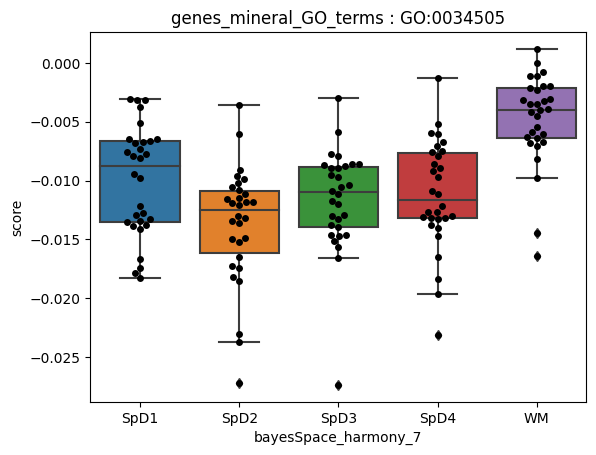 genes_mineral_GO_terms : GO:0034505
0.000
−0.005
−0.010
−0.015
−0.020
−0.025
score
SpD1 SpD2 SpD3 SpD4 WM
bayesSpace_harmony_7